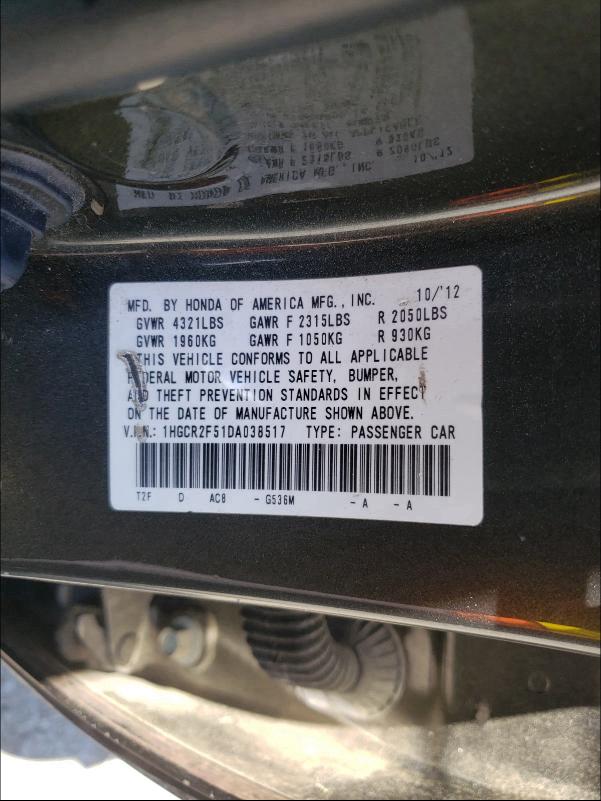 MFD. BY HONDA OF AMERICA MFG., INC. 10/'12
GVWR 4321LBS GAWR F 2315LBS R 2050LBS
GVWR 1960KG GAWR F 1050KG R 930KG
THIS VEHICLE CONFORMS TO ALL APPLICABLE
FEDERAL MOTOR VEHICLE SAFETY, BUMPER,
AND THEFT PREVENTION STANDARDS IN EFFECT
ON THE DATE OF MANUFACTURE SHOWN ABOVE.
V.I.N.: 1HGCR2F51DA038517 TYPE: PASSENGER CAR
T2F D AC8 - G536M - A - A